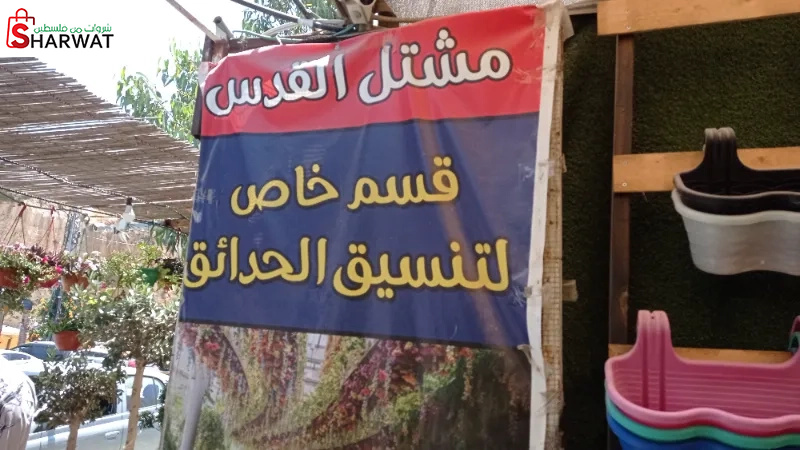 شروات من فلسطين
SHARWAT
مشتل القدس
قسم خاص
لتنسيق الحدائق